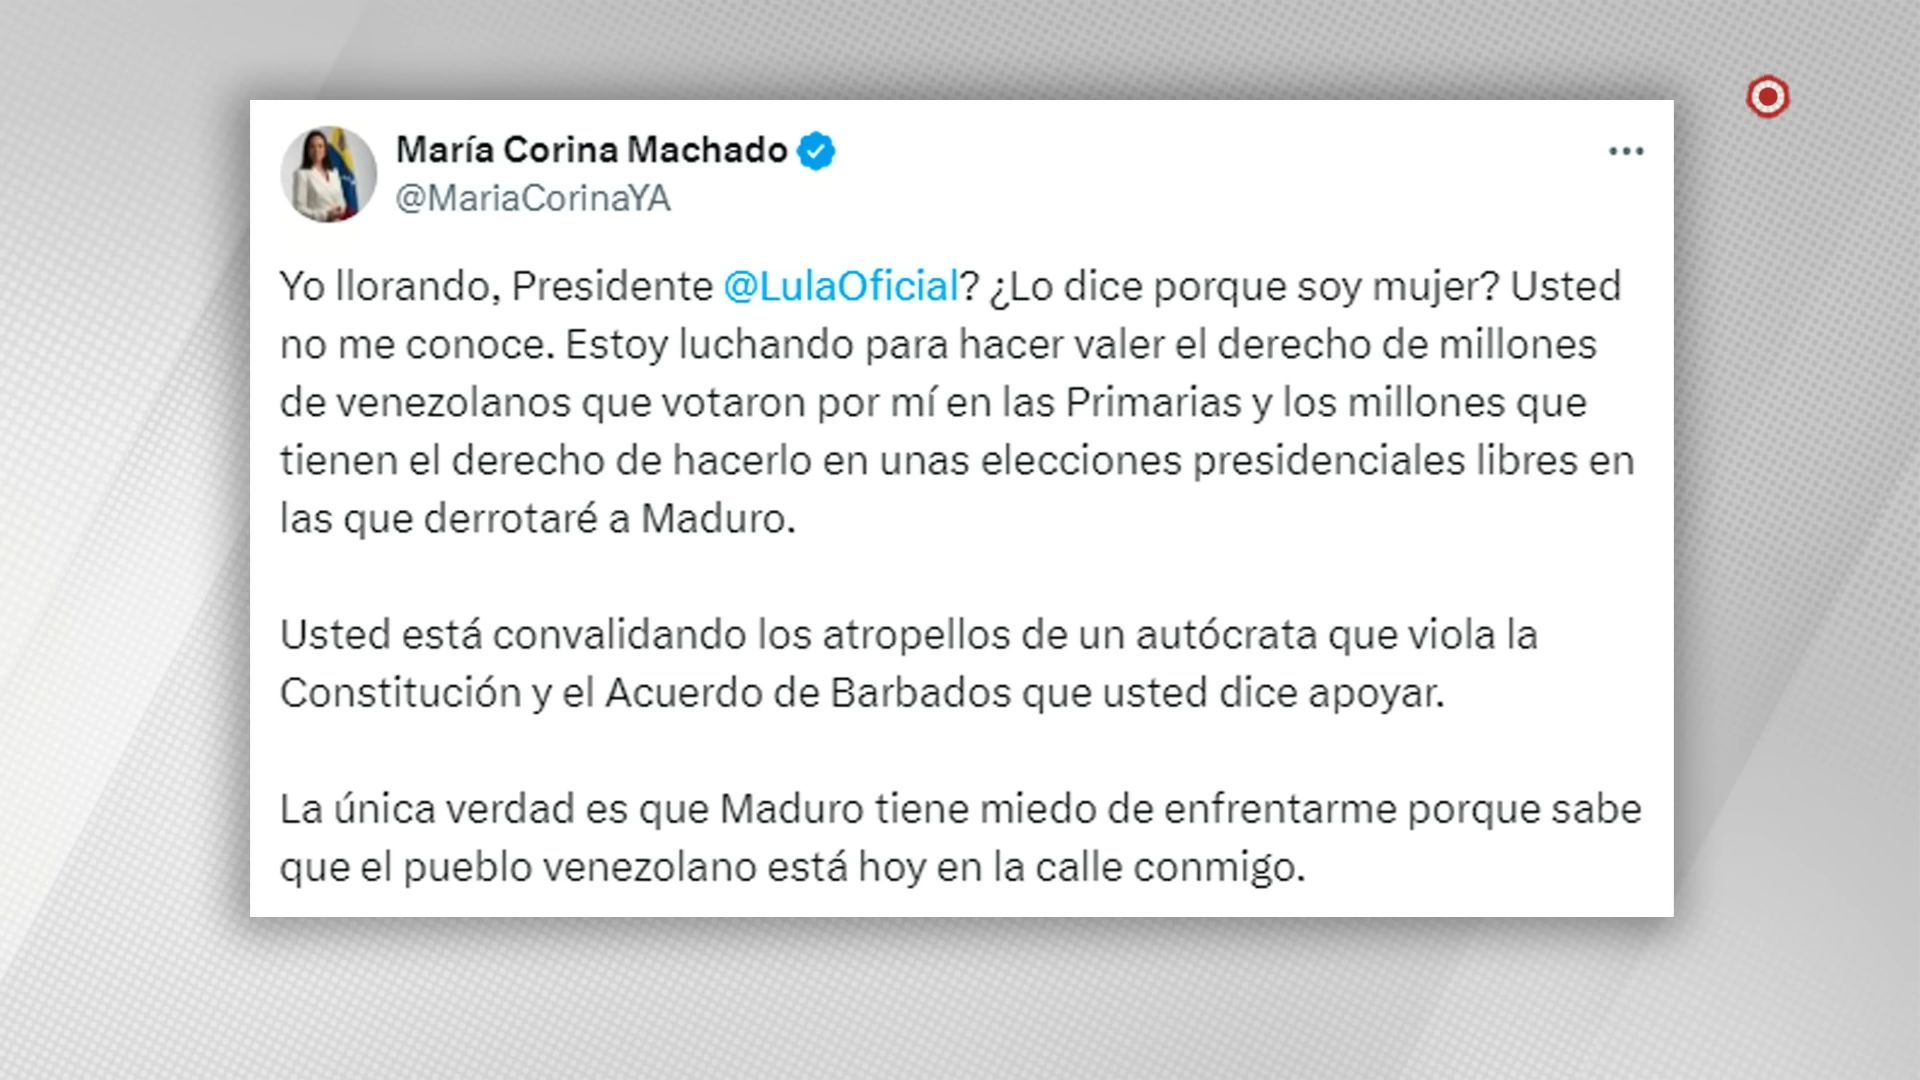 María Corina Machado
@MariaCorinaYA
Yo llorando, Presidente @LulaOficial? ¿Lo dice porque soy mujer? Usted
no me conoce. Estoy luchando para hacer valer el derecho de millones
de venezolanos que votaron por mí en las Primarias y los millones que
tienen el derecho de hacerlo en unas elecciones presidenciales libres en
las que derrotaré a Maduro.
Usted está convalidando los atropellos de un autócrata que viola la
Constitución y el Acuerdo de Barbados que usted dice apoyar.
La única verdad es que Maduro tiene miedo de enfrentarme porque sabe
que el pueblo venezolano está hoy en la calle conmigo.